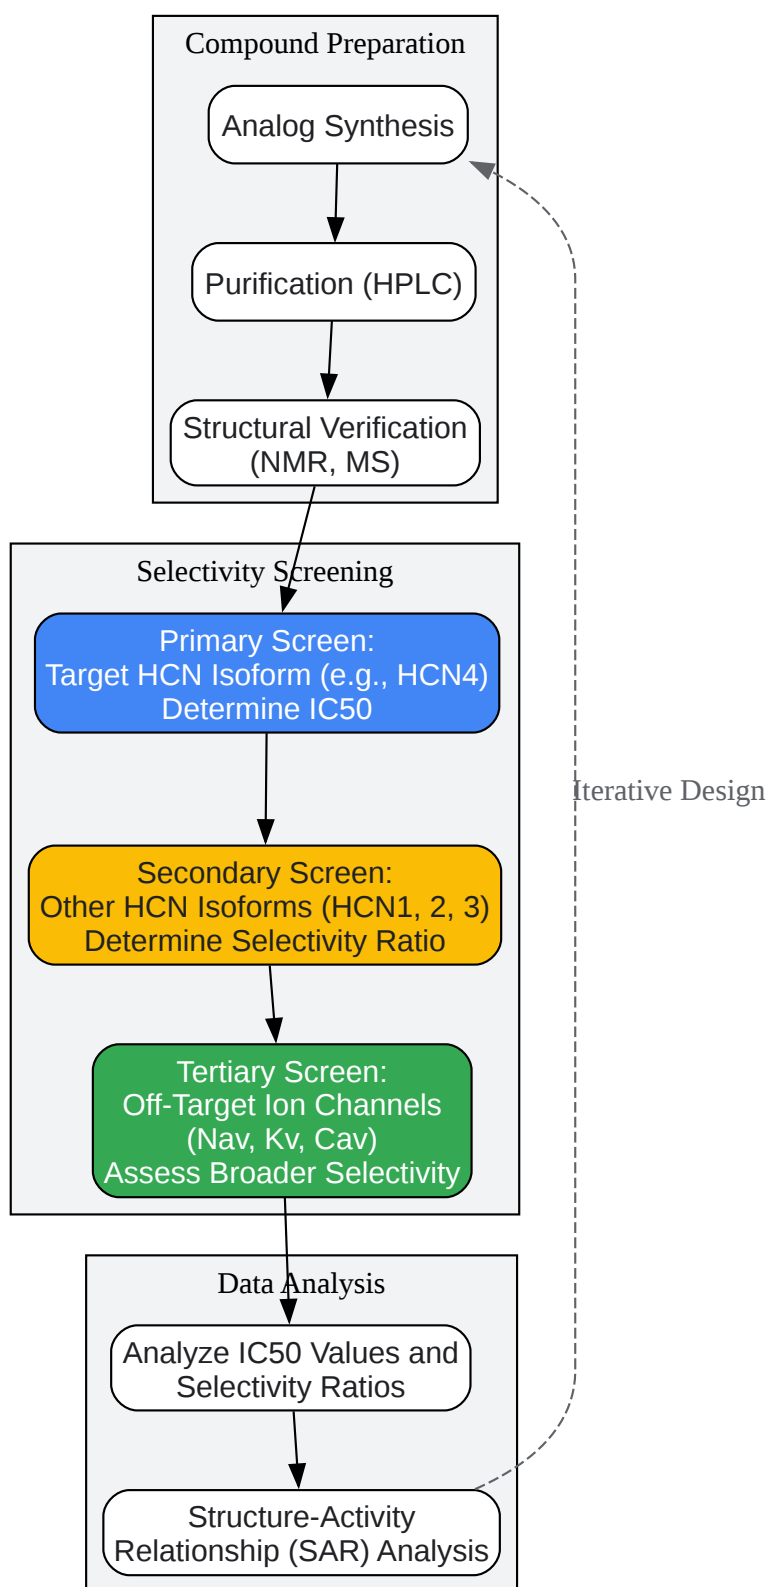 Compound Preparation
Analog Synthesis
Purification (HPLC)
Structural Verification
(NMR, MS)
Selectivity Screening
Primary Screen:
Target HCN Isoform (e.g., HCN4)
Determine IC50
Iterative Design
Secondary Screen:
Other HCN Isoforms (HCN1, 2, 3)
Determine Selectivity Ratio
Tertiary Screen:
Off-Target Ion Channels
(Nav, Kv, Cav)
Assess Broader Selectivity
Data Analysis
Analyze IC50 Values and
Selectivity Ratios
Structure-Activity
Relationship (SAR) Analysis